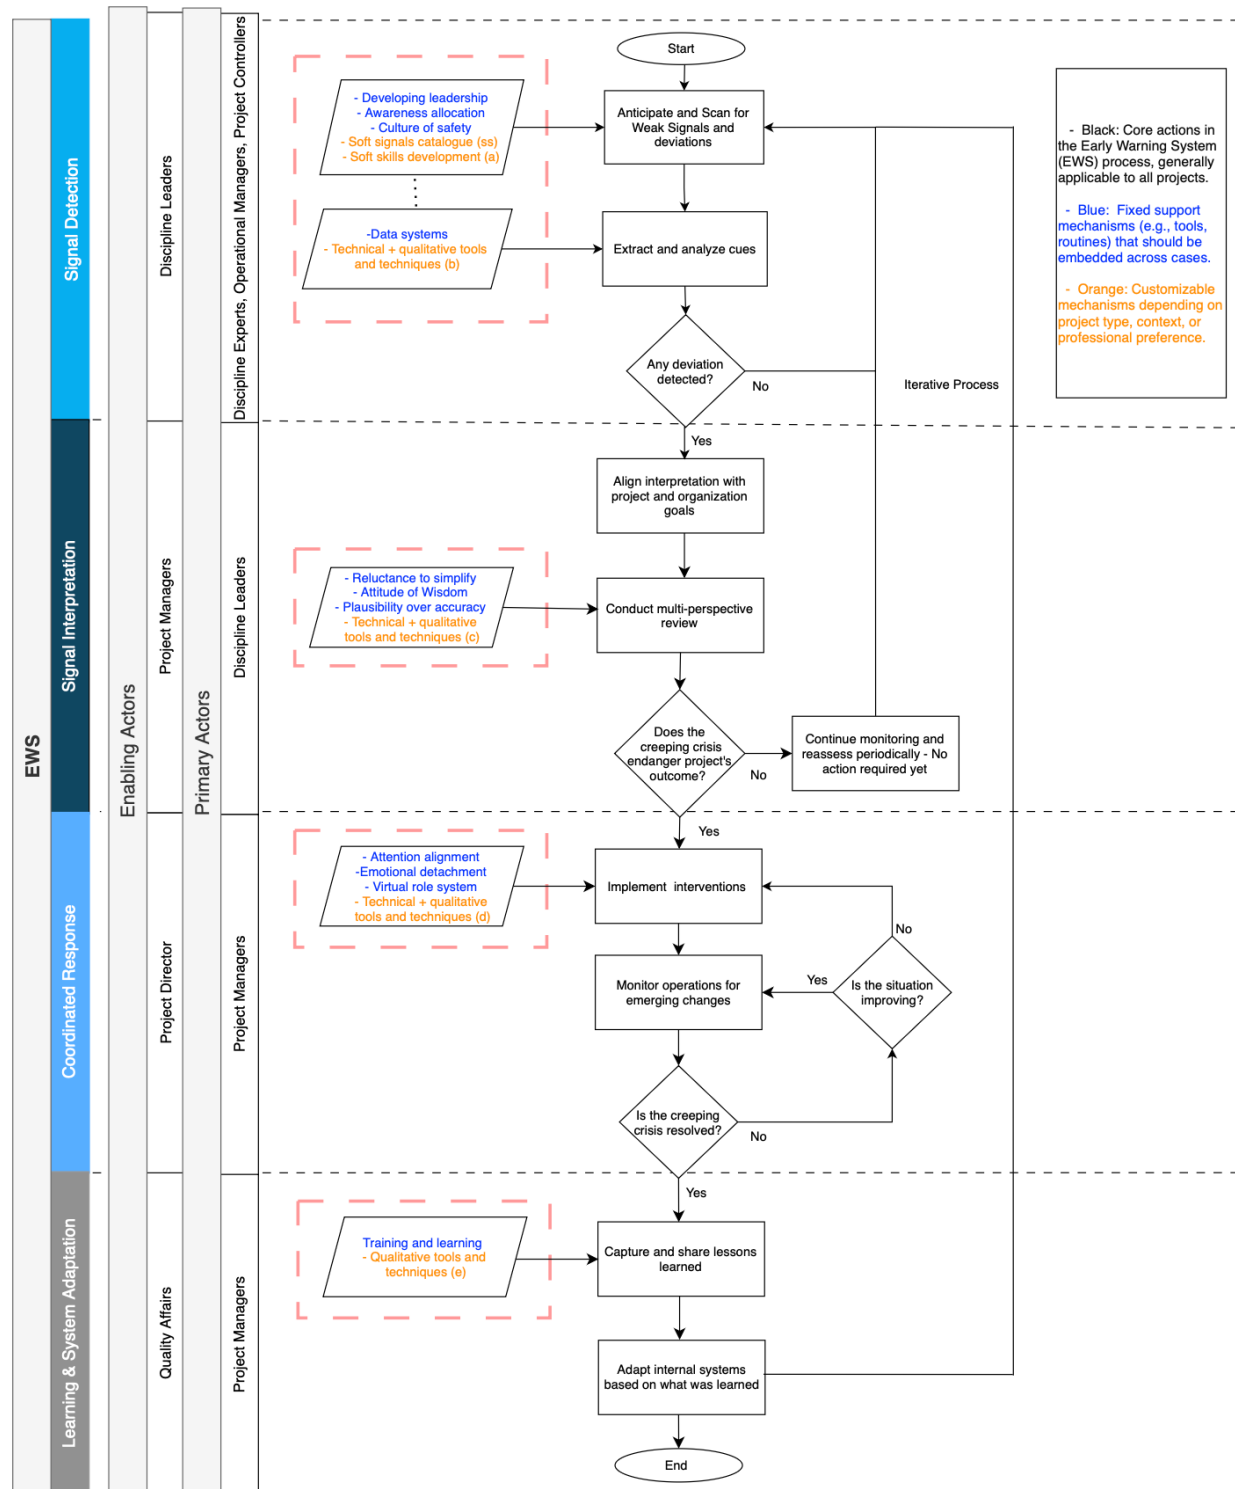 EWS
Signal Detection
Signal Interpretation
Coordinated Response
Learning & System Adaptation
Enabling Actors
Discipline Leaders
Project Managers
Project Director
Quality Affairs
Primary Actors
Discipline Experts, Operational Managers, Project Controllers
Discipline Leaders
Project Managers
Project Managers
Start
- Developing leadership
- Awareness allocation
- Culture of safety
- Soft signals catalogue (ss)
- Soft skills development (a)
Anticipate and Scan for
Weak Signals and
deviations
-Data systems
- Technical + qualitative tools
and techniques (b)
Extract and analyze cues
Any deviation
detected?
No
Yes
Iterative Process
- Black: Core actions in
the Early Warning System
(EWS) process, generally
applicable to all projects.
- Blue: Fixed support
mechanisms (e.g., tools,
routines) that should be
embedded across cases.
- Orange: Customizable
mechanisms depending on
project type, context, or
professional preference.
Align interpretation with
project and organization
goals
- Reluctance to simplify
- Attitude of Wisdom
- Plausibility over accuracy
- Technical + qualitative
tools and techniques (c)
Conduct multi-perspective
review
Does the
creeping crisis
endanger project's
outcome?
No
Continue monitoring and
reassess periodically - No
action required yet
Yes
- Attention alignment
-Emotional detachment
- Virtual role system
- Technical + qualitative
tools and techniques (d)
Implement interventions
No
Monitor operations for
emerging changes
Yes
Is the situation
improving?
Is the creeping
crisis resolved?
No
Yes
Training and learning
- Qualitative tools and
techniques (e)
Capture and share lessons
learned
Adapt internal systems
based on what was learned
End